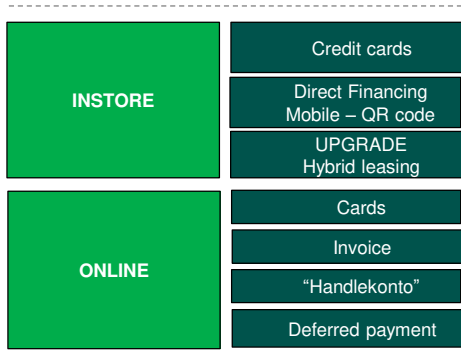 INSTORE
Credit cards
Direct Financing
Mobile – QR code
UPGRADE
Hybrid leasing
ONLINE
Cards
Invoice
“Handlekonto”
Deferred payment